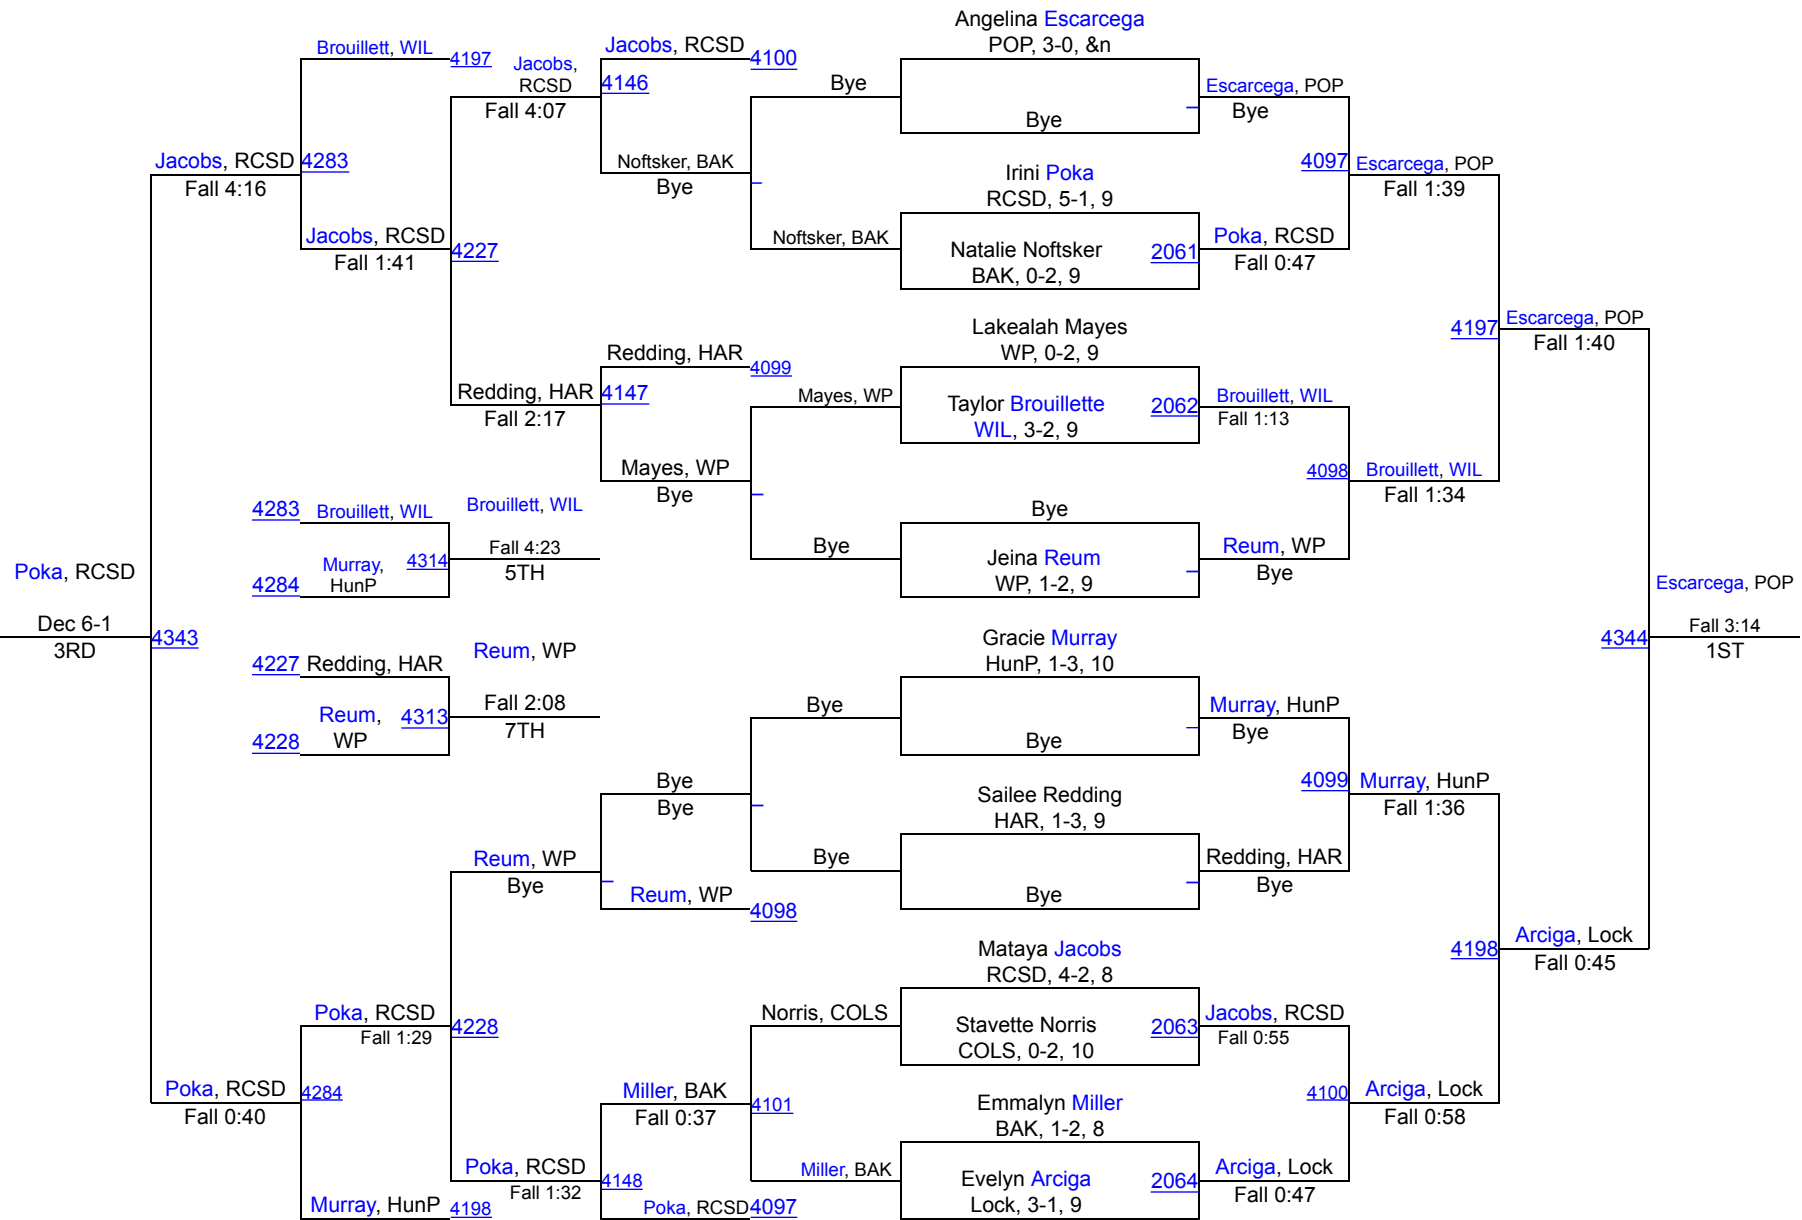 Angelina Escarcega
POP, 3-0, &n
Bye
Irini Poka
RCSD, 5-1, 9
Natalie Noftsker
BAK, 0-2, 9
2061
Lakealah Mayes
WP, 0-2, 9
Taylor Brouillette
WIL, 3-2, 9
2062
Bye
Jeina Reum
WP, 1-2, 9
Gracie Murray
HunP, 1-3, 10
Bye
Sailee Redding
HAR, 1-3, 9
Bye
Mataya Jacobs
RCSD, 4-2, 8
Stavette Norris
COLS, 0-2, 10
2063
Emmalyn Miller
BAK, 1-2, 8
Evelyn Arciga
Lock, 3-1, 9
2064
Escarcega, POP
Bye
4097
Poka, RCSD
Fall 0:47
Brouillett, WIL
Fall 1:13
4098
Reum, WP
Bye
Murray, HunP
Bye
4099
Redding, HAR
Bye
Jacobs, RCSD
Fall 0:55
4100
Arciga, Lock
Fall 0:47
Escarcega, POP
Fall 1:39
4197
Brouillett, WIL
Fall 1:34
Murray, HunP
Fall 1:36
4198
Arciga, Lock
Fall 0:58
Escarcega, POP
Fall 1:40
4344
Arciga, Lock
Fall 0:45
Escarcega, POP
Fall 3:14
1ST
Bye
Noftsker, BAK
Mayes, WP
Bye
Bye
Bye
Norris, COLS
4101
Miller, BAK
Jacobs, RCSD
4100
4146
Noftsker, BAK
Bye
Redding, HAR
4099
4147
Mayes, WP
Bye
Bye
Bye
Reum, WP
4098
Miller, BAK
Fall 0:37
4148
Poka, RCSD
4097
Jacobs,
RCSD
Fall 4:07
4227
Redding, HAR
Fall 2:17
Reum, WP
Bye
4228
Poka, RCSD
Fall 1:32
Brouillett, WIL
4197
4283
Jacobs, RCSD
Fall 1:41
Poka, RCSD
Fall 1:29
4284
Murray, HunP
4198
Jacobs, RCSD
Fall 4:16
4343
Poka, RCSD
Fall 0:40
Poka, RCSD
Dec 6-1
3RD
4283
Brouillett, WIL
4284
Murray,
HunP
4314
Brouillett, WIL
Fall 4:23
5TH
4227
Redding, HAR
4228
Reum,
WP
4313
Reum, WP
Fall 2:08
7TH